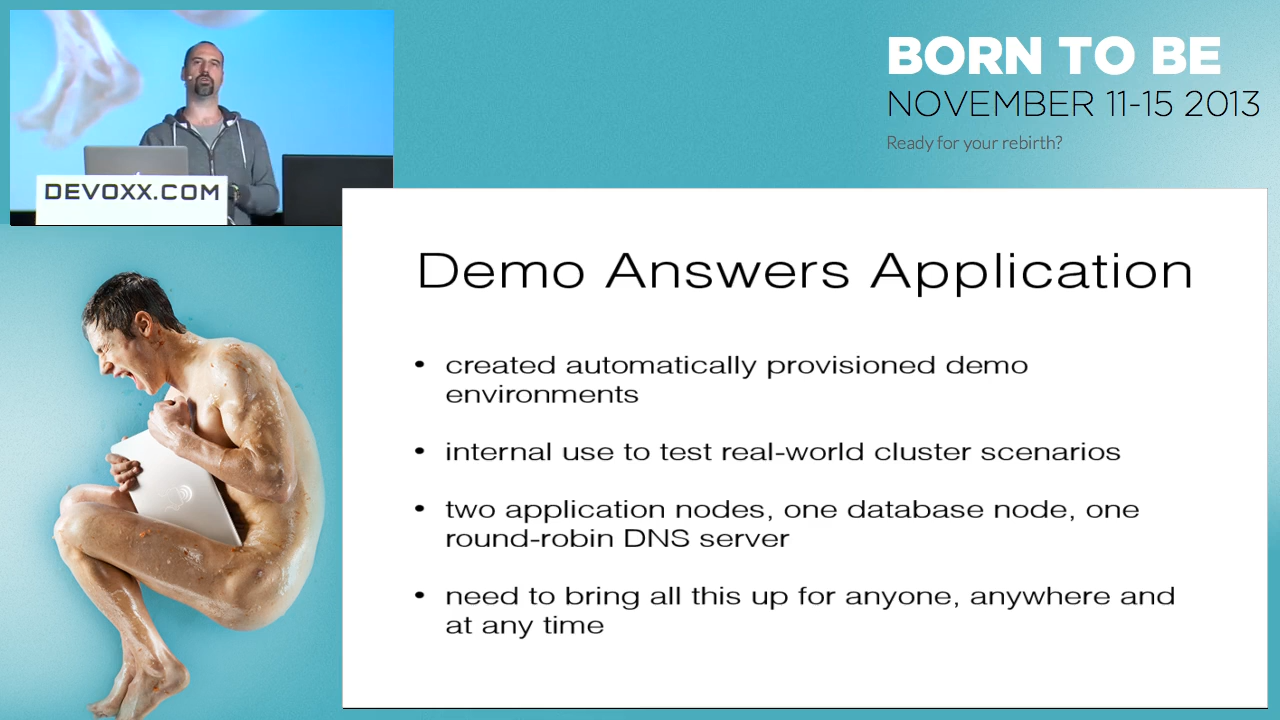 BORN TO BE
NOVEMBER 11-15 2013
Ready for your rebirth?
DEVOXX.COM
Demo Answers Application
• created automatically provisioned demo
environments
• internal use to test real-world cluster scenarios
• two application nodes, one database node, one
round-robin DNS server
• need to bring all this up for anyone, anywhere and
at any time